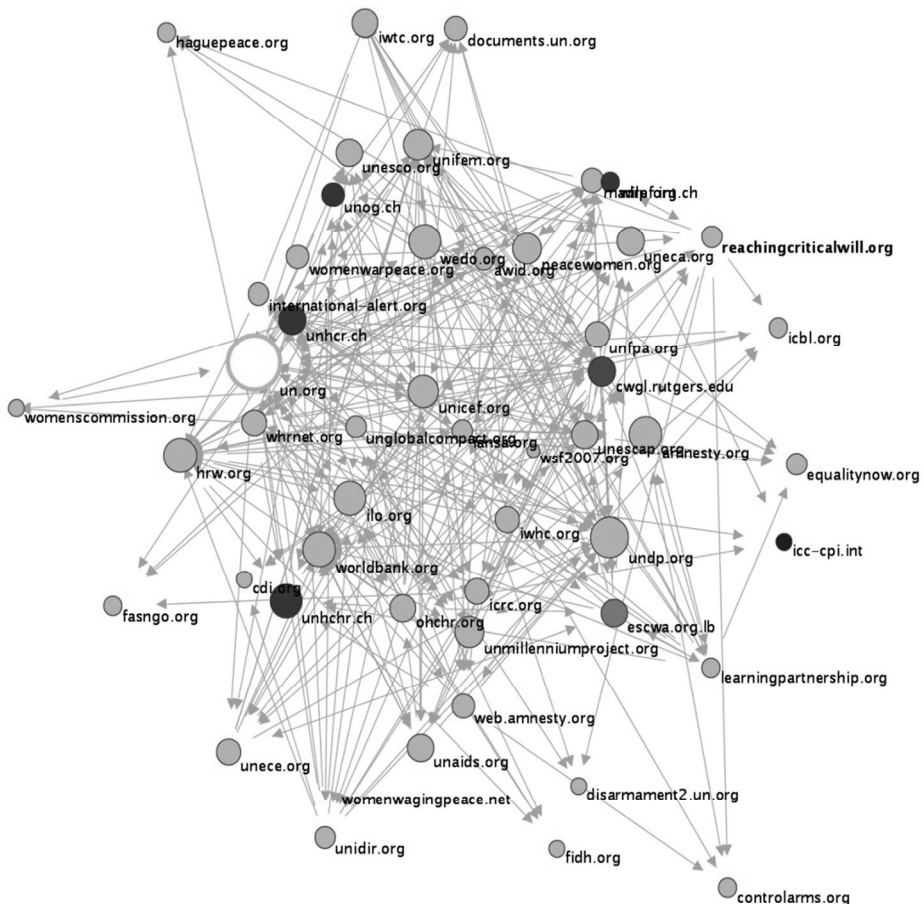 haguepeace.org
iwtc.org
documents.un.org
unesco.org
unifem.org
unog.ch
reachingcriticalwill.org
womenwarpeace.org
wedo.org
awid.org
peacewomen.org
uneca.org
international-alert.org
unhcr.ch
icbl.org
unfpa.org
un.org
cwgl.rutgers.edu
womenscommission.org
unicef.org
whrnet.org
unglobalcompact.org
wsf2007.org
unescap.org
amnesty.org
hrw.org
equalitynow.org
ilo.org
iwhc.org
undp.org
icc-cpi.int
worldbank.org
cdi.org
icrc.org
fasngo.org
unhchr.ch
ohchr.org
escwa.org.lb
unmillenniumproject.org
learningpartnership.org
web.amnesty.org
unece.org
unaids.org
womenwagingpeace.net
disarmament2.un.org
unidir.org
fidh.org
controlarms.org